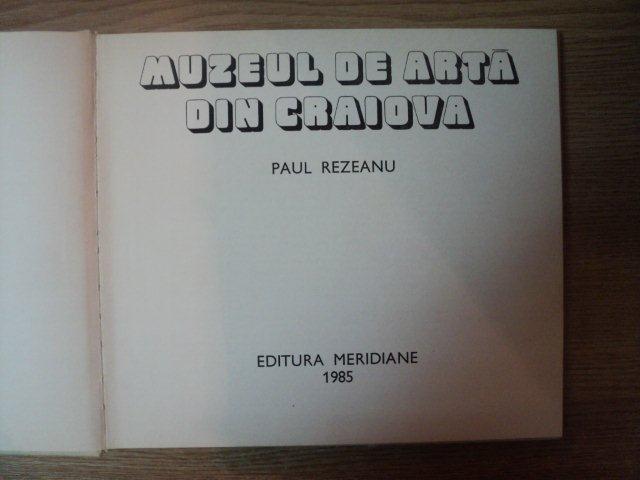 MUZEUL DE ARTĂ
DIN CRAIOVA
PAUL REZEANU
EDITURA MERIDIANE
1985